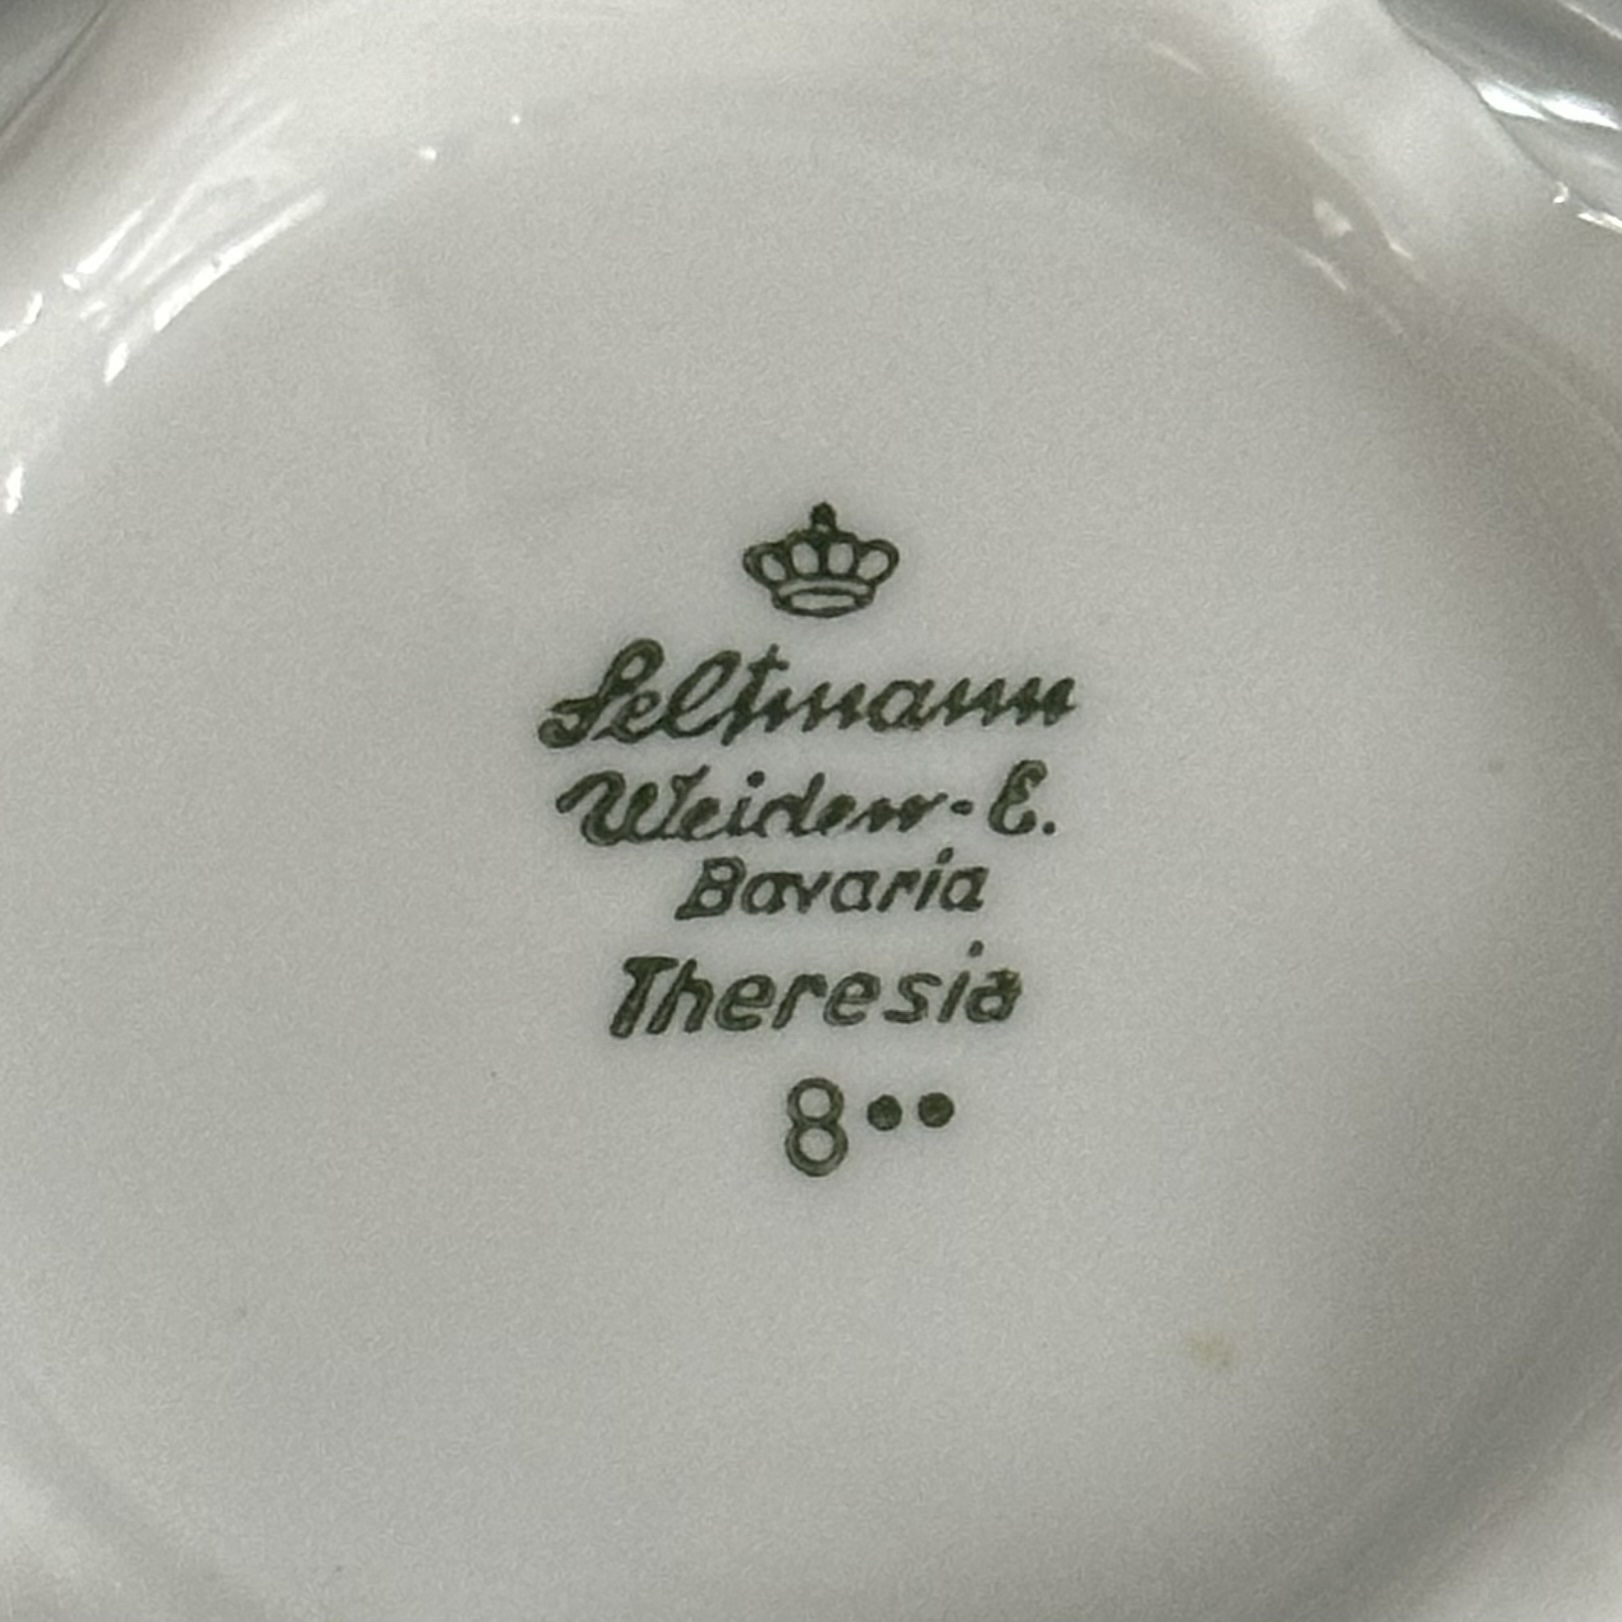 Seltmann
Weiden-E.
Bavaria
Theresia
8••